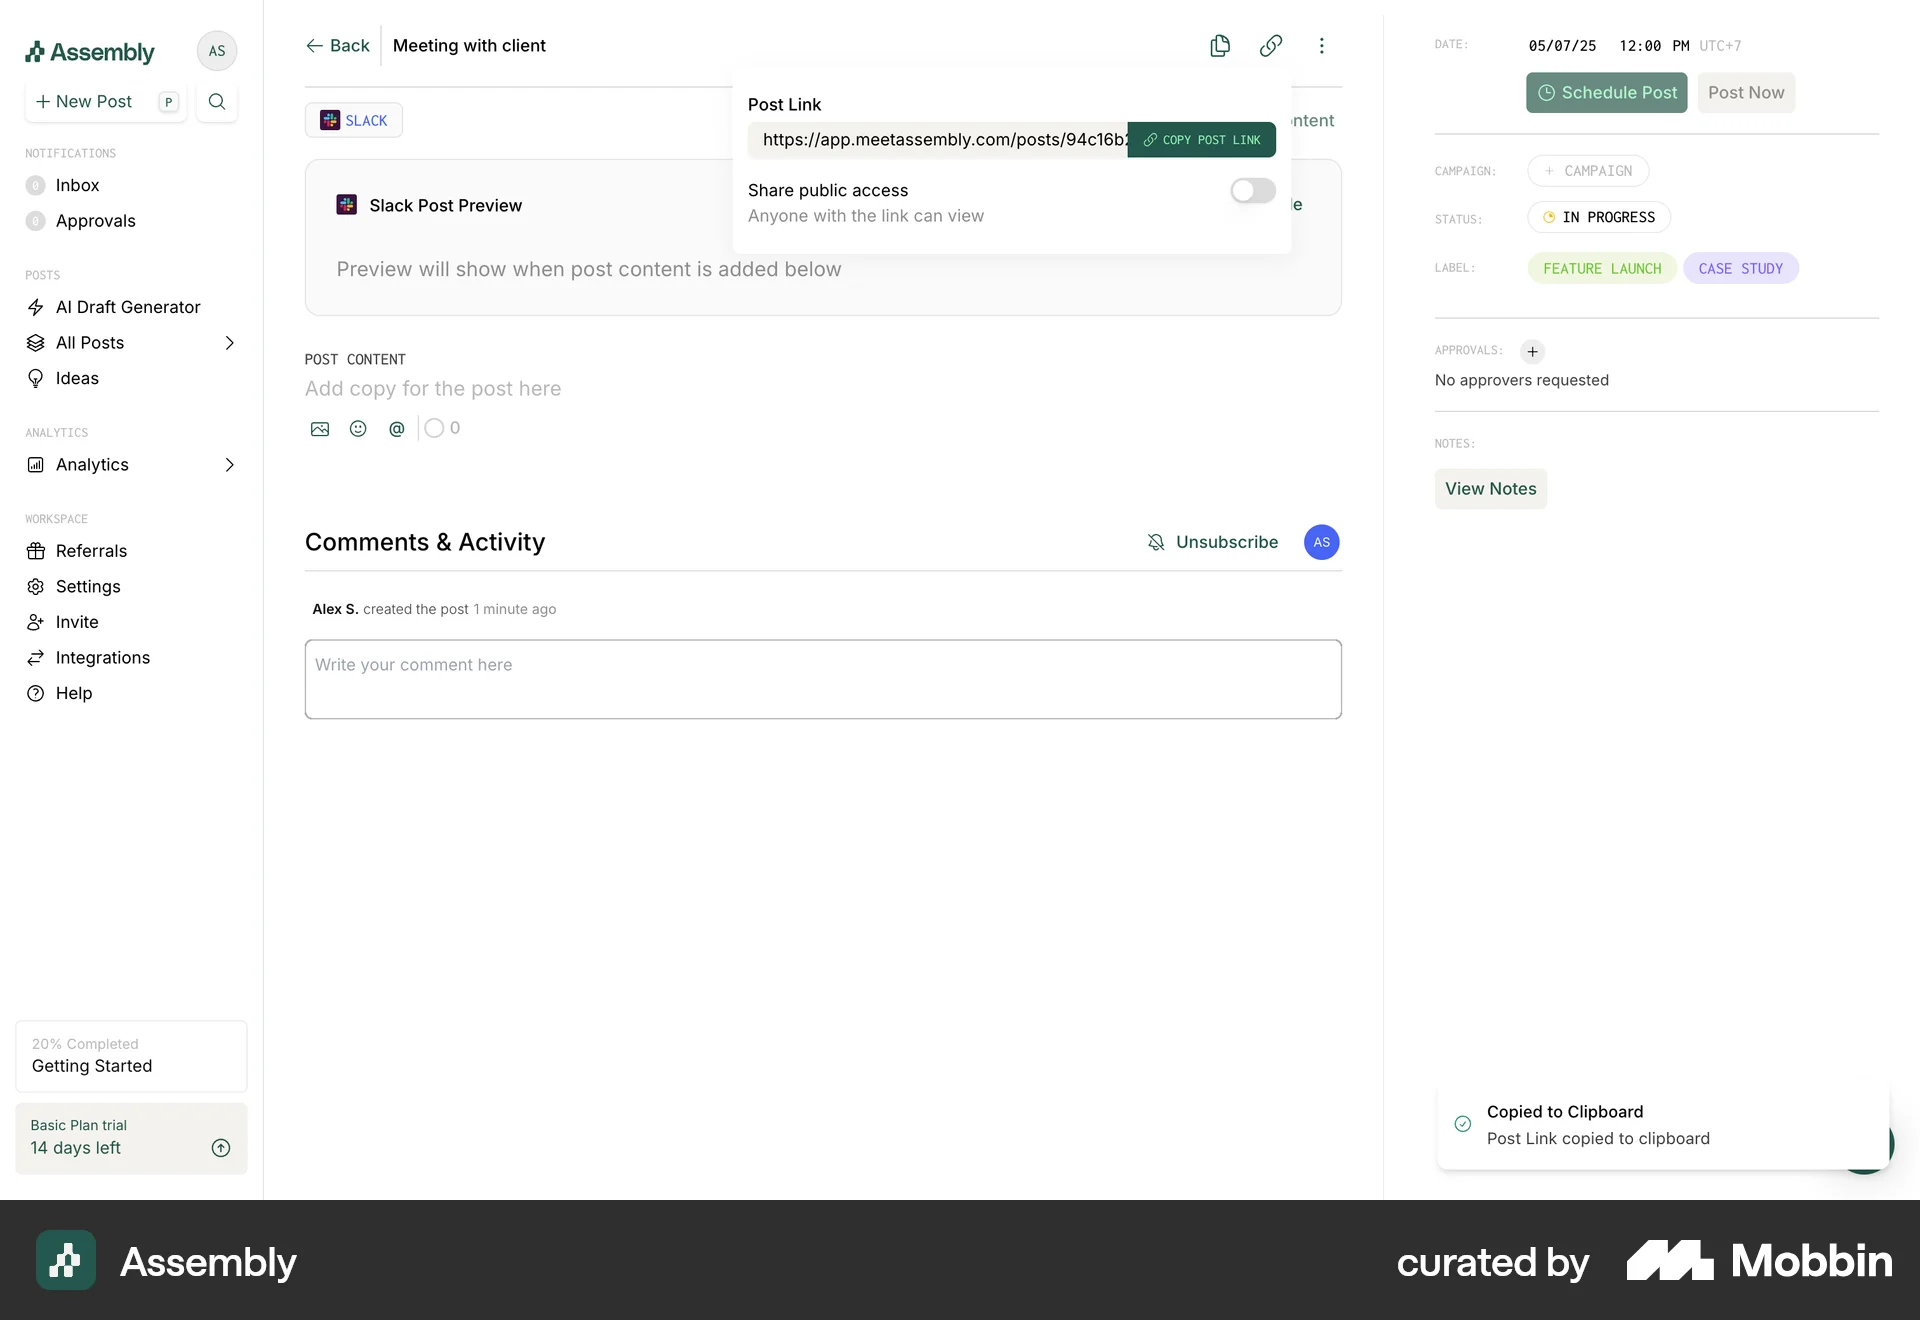 Assembly
AS
New Post
P
NOTIFICATIONS
0 Inbox
0 Approvals
POSTS
AI Draft Generator
All Posts
Ideas
ANALYTICS
Analytics
WORKSPACE
Referrals
Settings
Invite
Integrations
Help
20% Completed
Getting Started
Basic Plan trial
14 days left
Back
Meeting with client
SLACK
Post Link
https://app.meetassembly.com/posts/94c16b
COPY POST LINK
Share public access
Anyone with the link can view
Slack Post Preview
Preview will show when post content is added below
POST CONTENT
Add copy for the post here
@
0
Comments & Activity
Unsubscribe
AS
Alex S. created the post 1 minute ago
Write your comment here
DATE:
05/07/25 12:00 PM UTC+7
Schedule Post
Post Now
CAMPAIGN:
+ CAMPAIGN
STATUS:
IN PROGRESS
LABEL:
FEATURE LAUNCH
CASE STUDY
APPROVALS:
+
No approvers requested
NOTES:
View Notes
Copied to Clipboard
Post Link copied to clipboard
Assembly
curated by
Mobbin